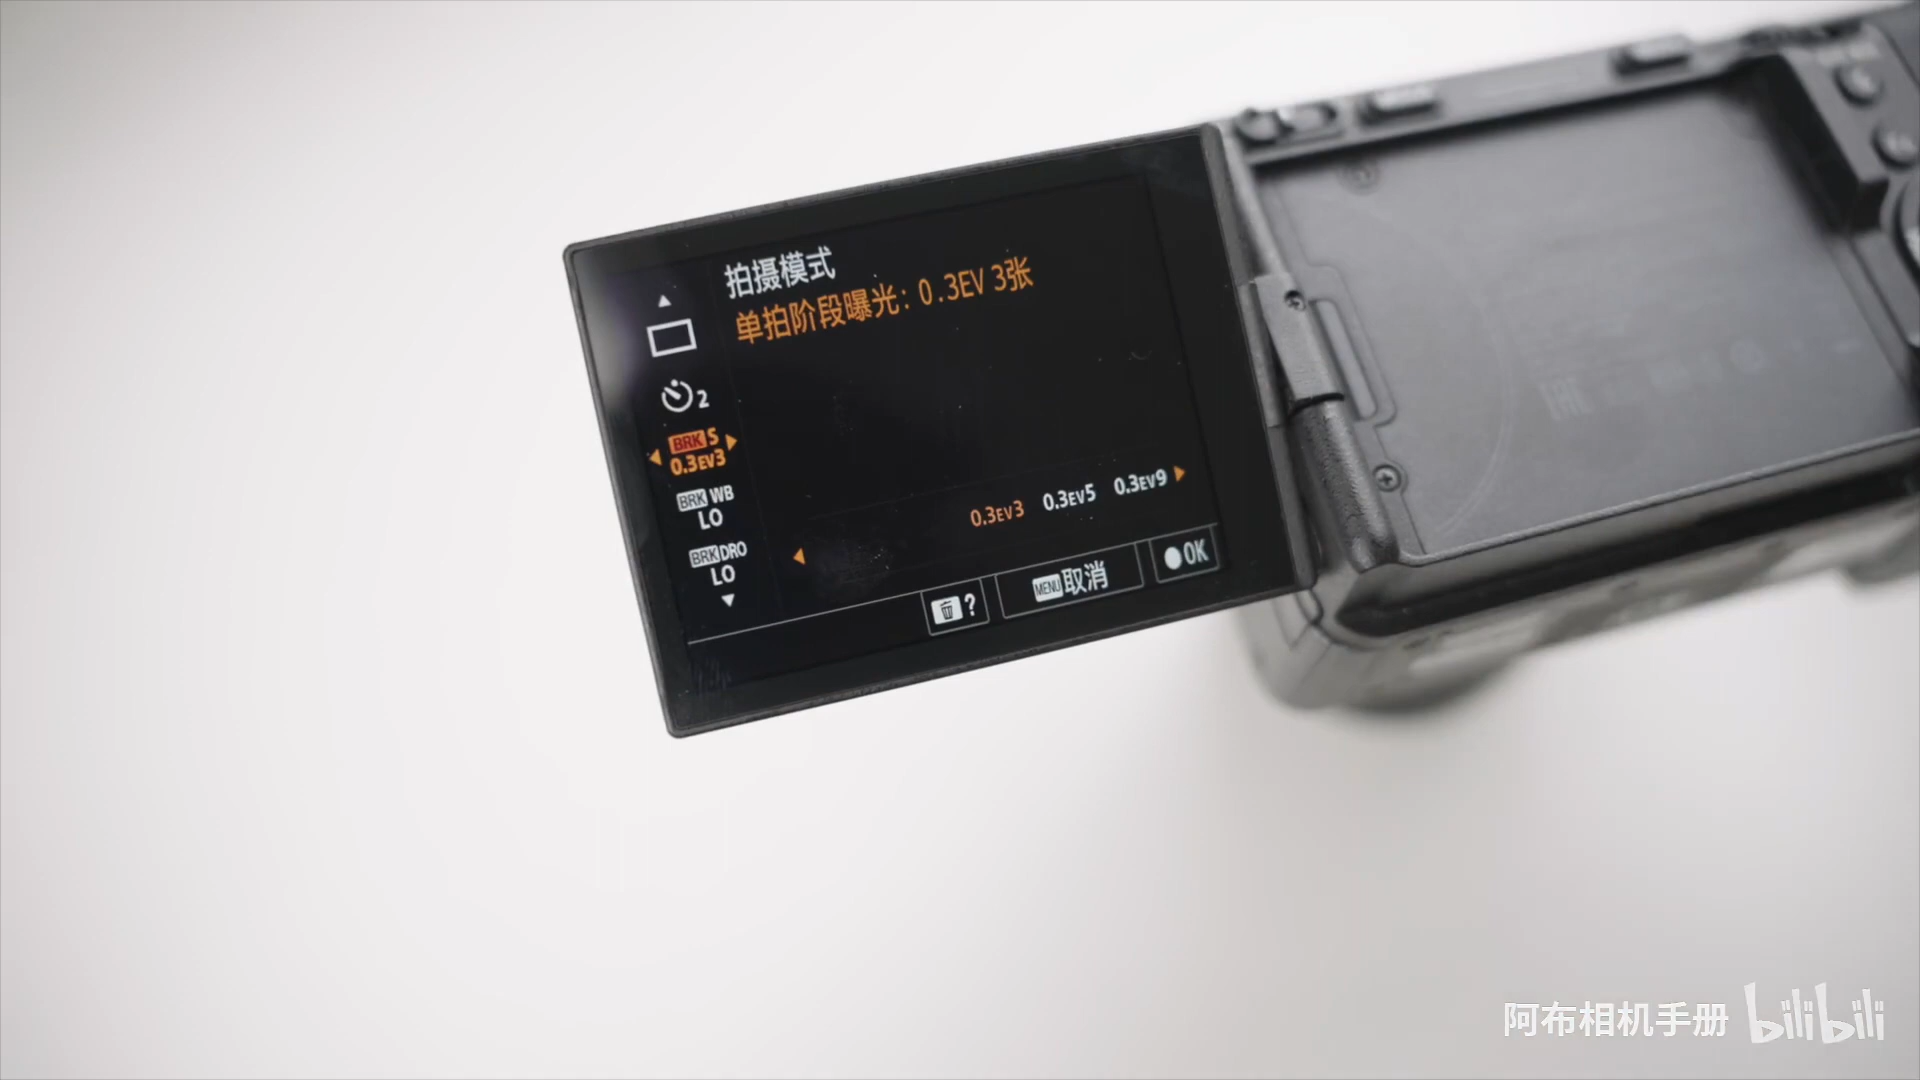 拍摄模式
单拍阶段曝光: 0.3EV 3张
2
BRK S
0.3EV3
BRK WB
LO
BRK DRO
LO
0.3EV3 0.3EV5 0.3EV9
?
MENU 取消
OK
阿布相机手册 bilibili